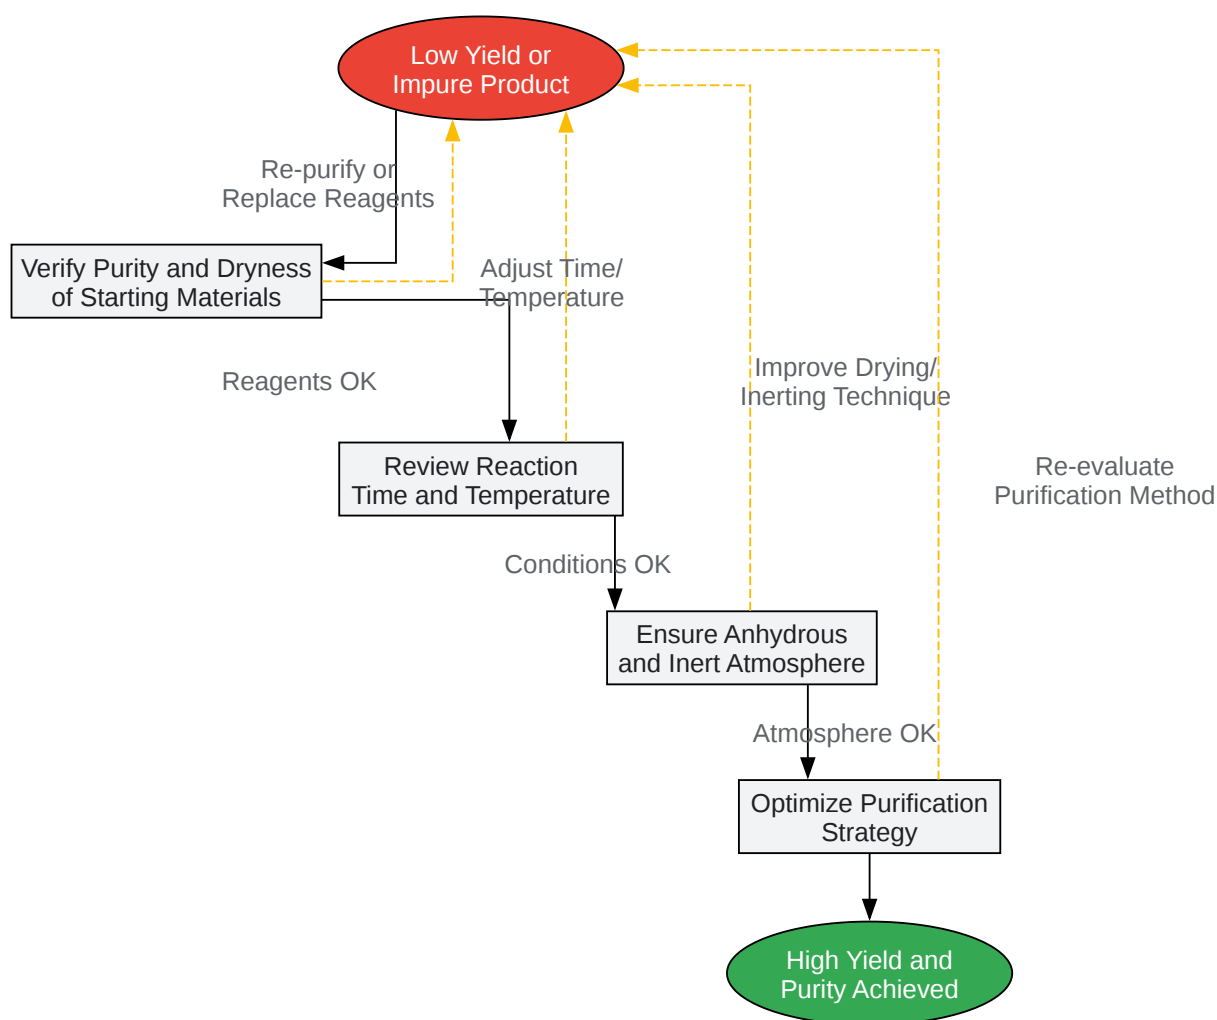 Low Yield or
Impure Product
Re-purify or
Replace Reagents
Verify Purity and Dryness
of Starting Materials
Adjust Time/
Temperature
Reagents OK
Improve Drying/
Inerting Technique
Review Reaction
Time and Temperature
Re-evaluate
Purification Method
Conditions OK
Ensure Anhydrous
and Inert Atmosphere
Atmosphere OK
Optimize Purification
Strategy
High Yield and
Purity Achieved